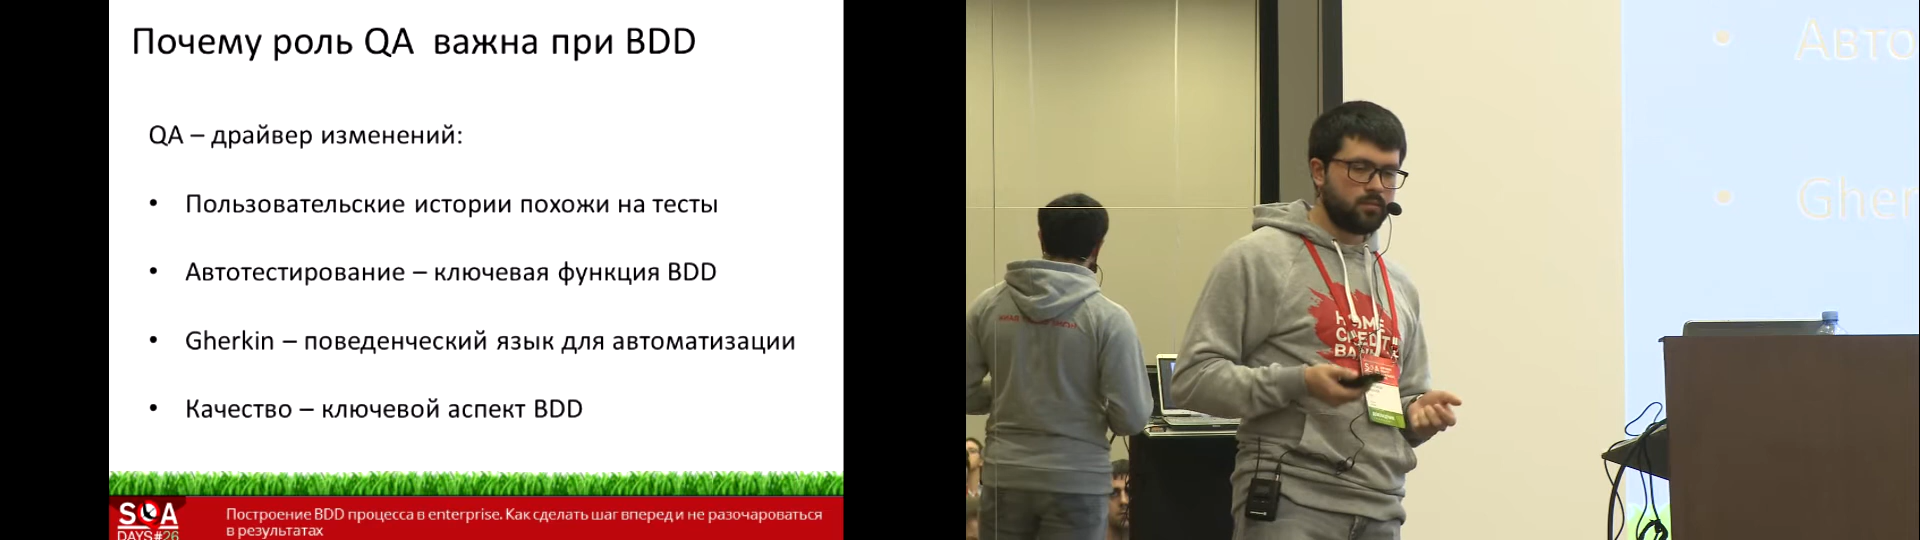 Почему роль QA важна при BDD
QA – драйвер изменений:
• Пользовательские истории похожи на тесты
• Автотестирование – ключевая функция BDD
• Gherkin – поведенческий язык для автоматизации
• Качество – ключевой аспект BDD
SQA
DAYS#26
Построение BDD процесса в enterprise. Как сделать шаг вперед и не разочароваться
в результатах
HOME
CREDIT
BANK
SQA
• Авто
• Gher